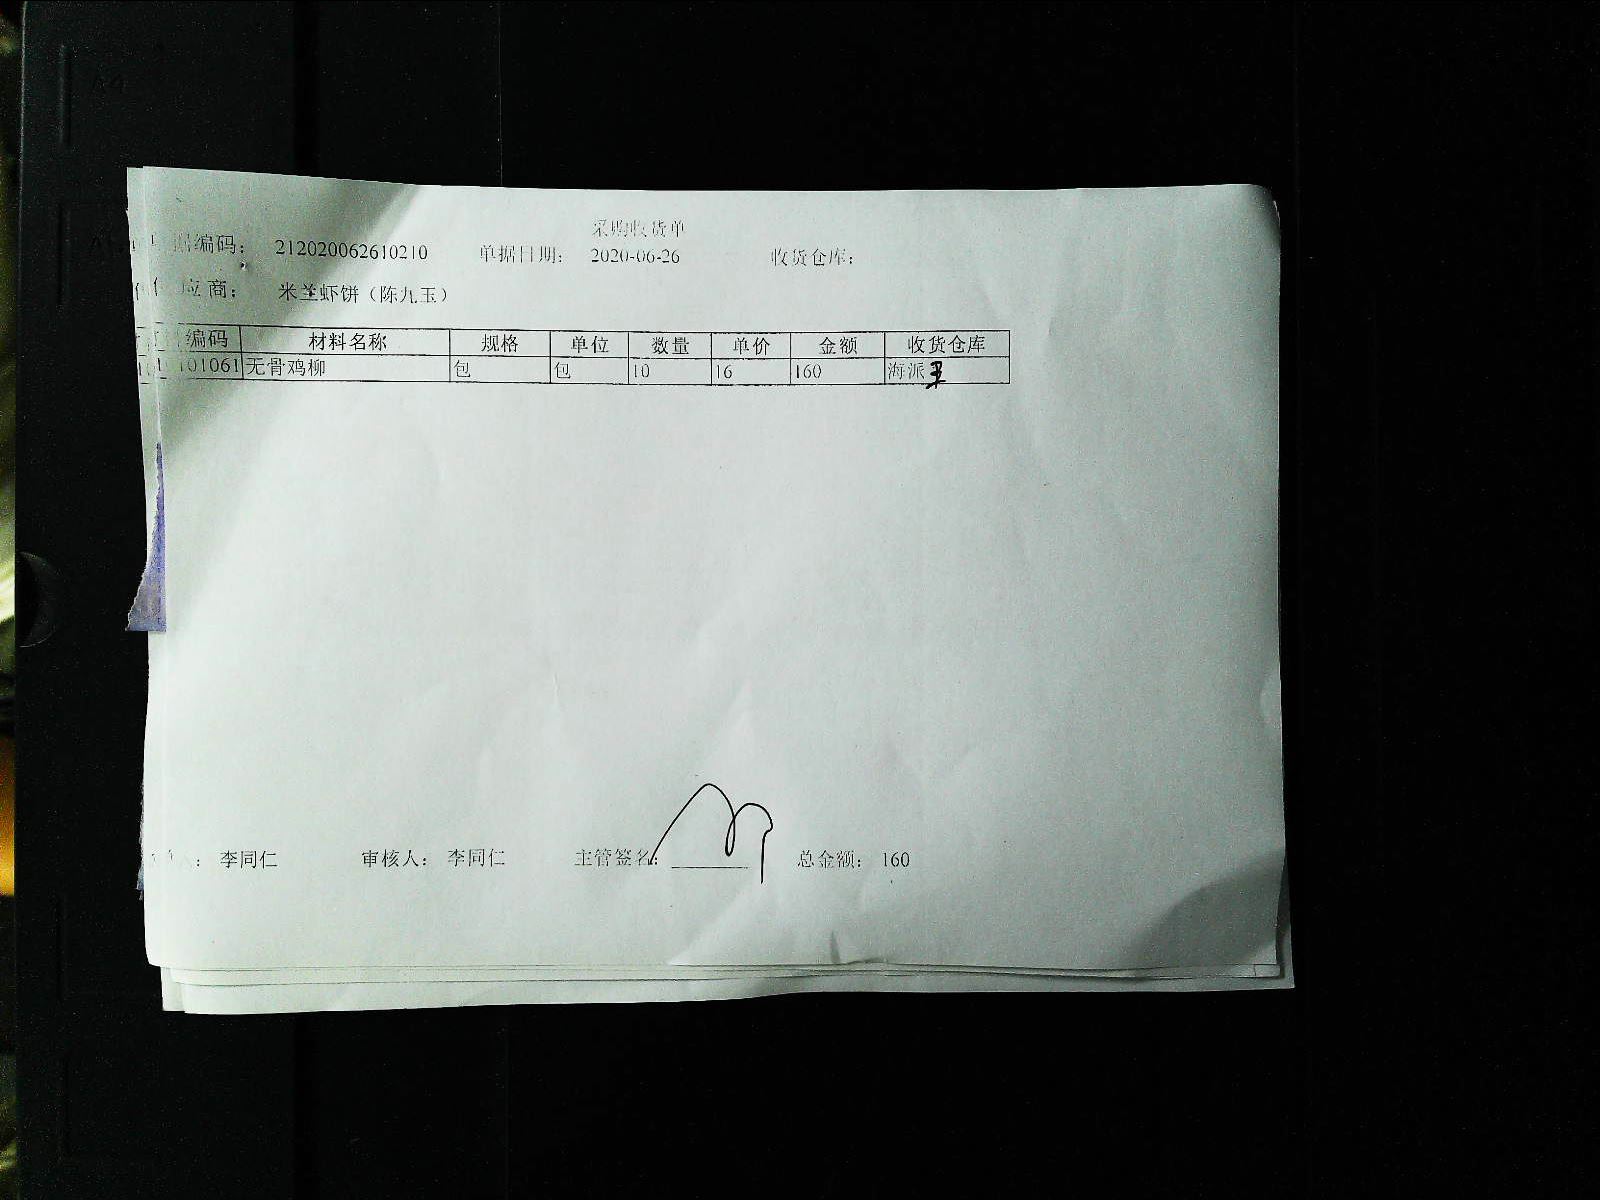 采购收货单
据编码： 212020062610210 单据日期： 2020-06-26 收货仓库：
应商： 米兰虾饼（陈九玉）
编码 材料名称 规格 单位 数量 单价 金额 收货仓库
101061 无骨鸡柳 包 包 10 16 160 海派
人： 李同仁 审核人： 李同仁 主管签名： 总金额： 160